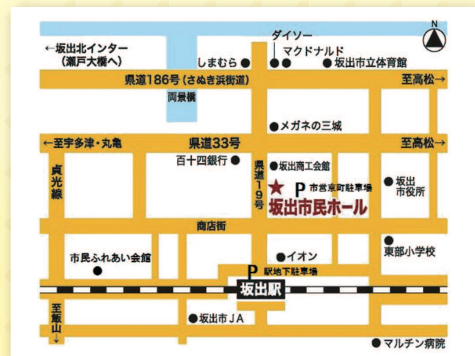 N
←坂出北インター
(瀬戸大橋へ)
しまむら
ダイソー
マクドナルド
坂出市立体育館
県道186号(さぬき浜街道)
至高松→
両景橋
メガネの三城
←至宇多津・丸亀
県道33号
至高松→
貞光線
百十四銀行
県道19号
坂出商工会館
P 市営京町駐車場
坂出市民ホール
坂出
市役所
商店街
市民ふれあい会館
イオン
東部小学校
P 駅地下駐車場
坂出駅
至飯山→
坂出市JA
マルチン病院